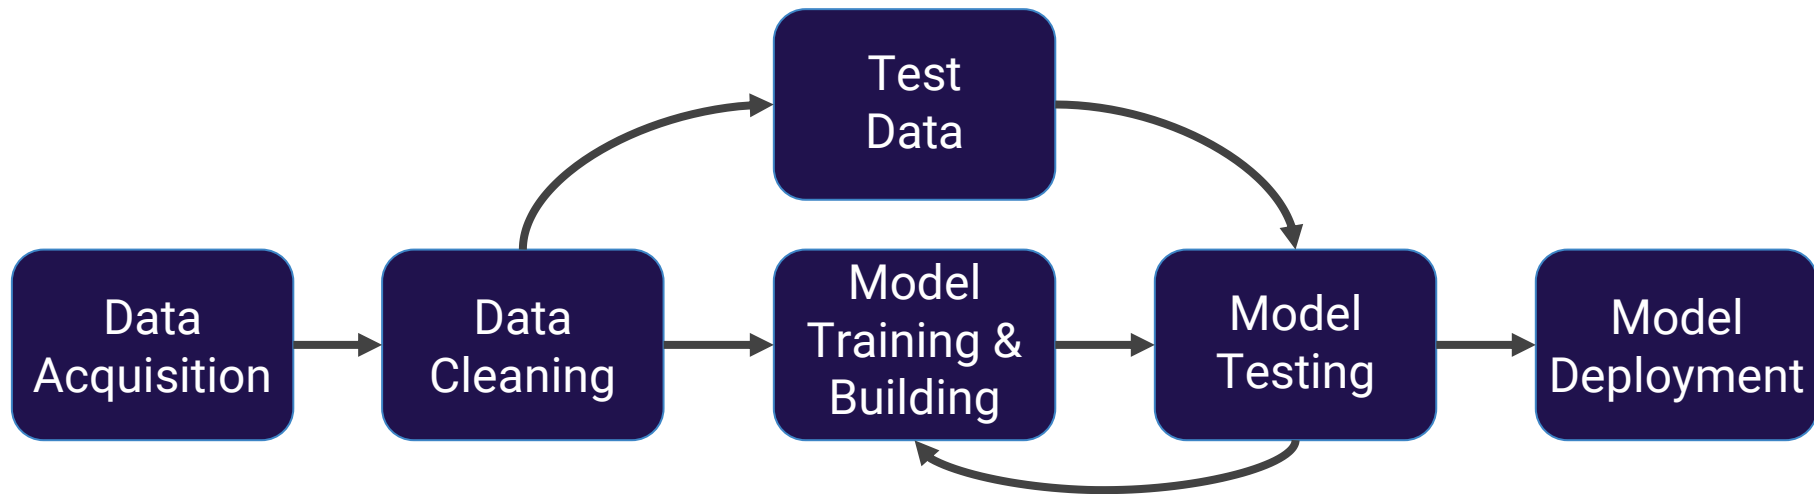 Test
Data
Data
Acquisition
Data
Cleaning
Model
Training &
Building
Model
Testing
Model
Deployment